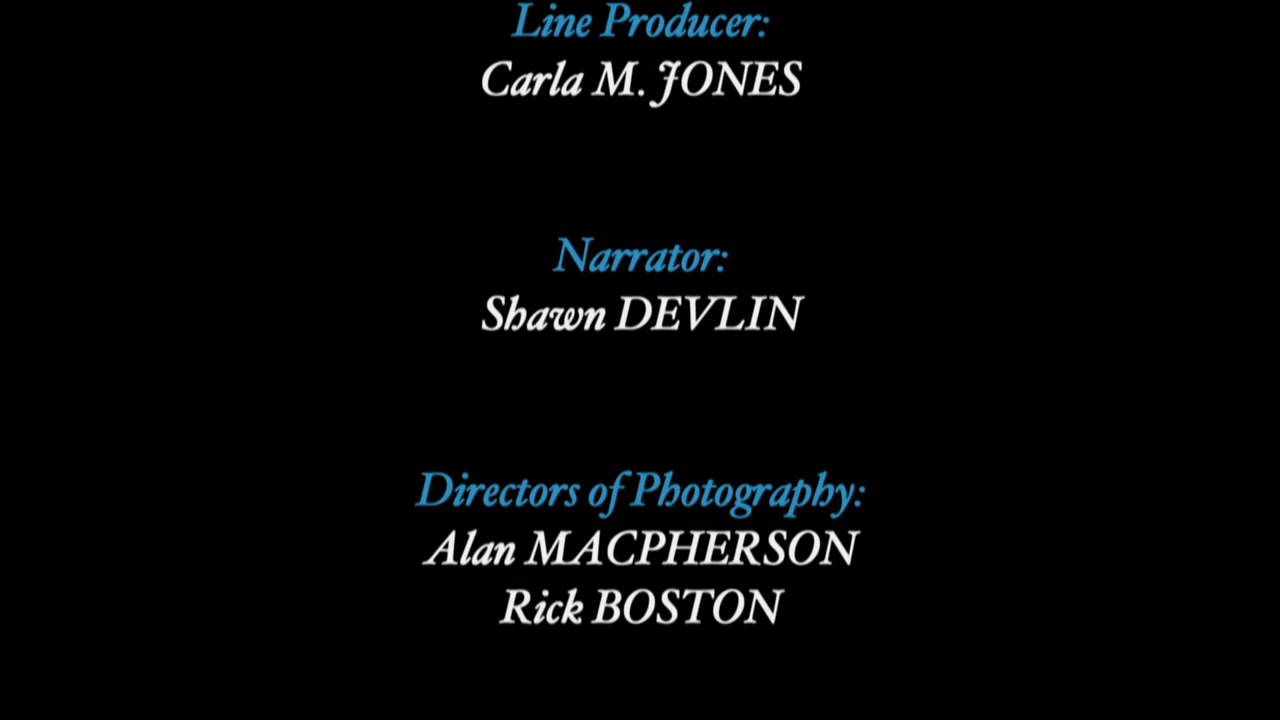 Line Producer:
Carla M. JONES
Narrator:
Shawn DEVLIN
Directors of Photography:
Alan MACPHERSON
Rick BOSTON